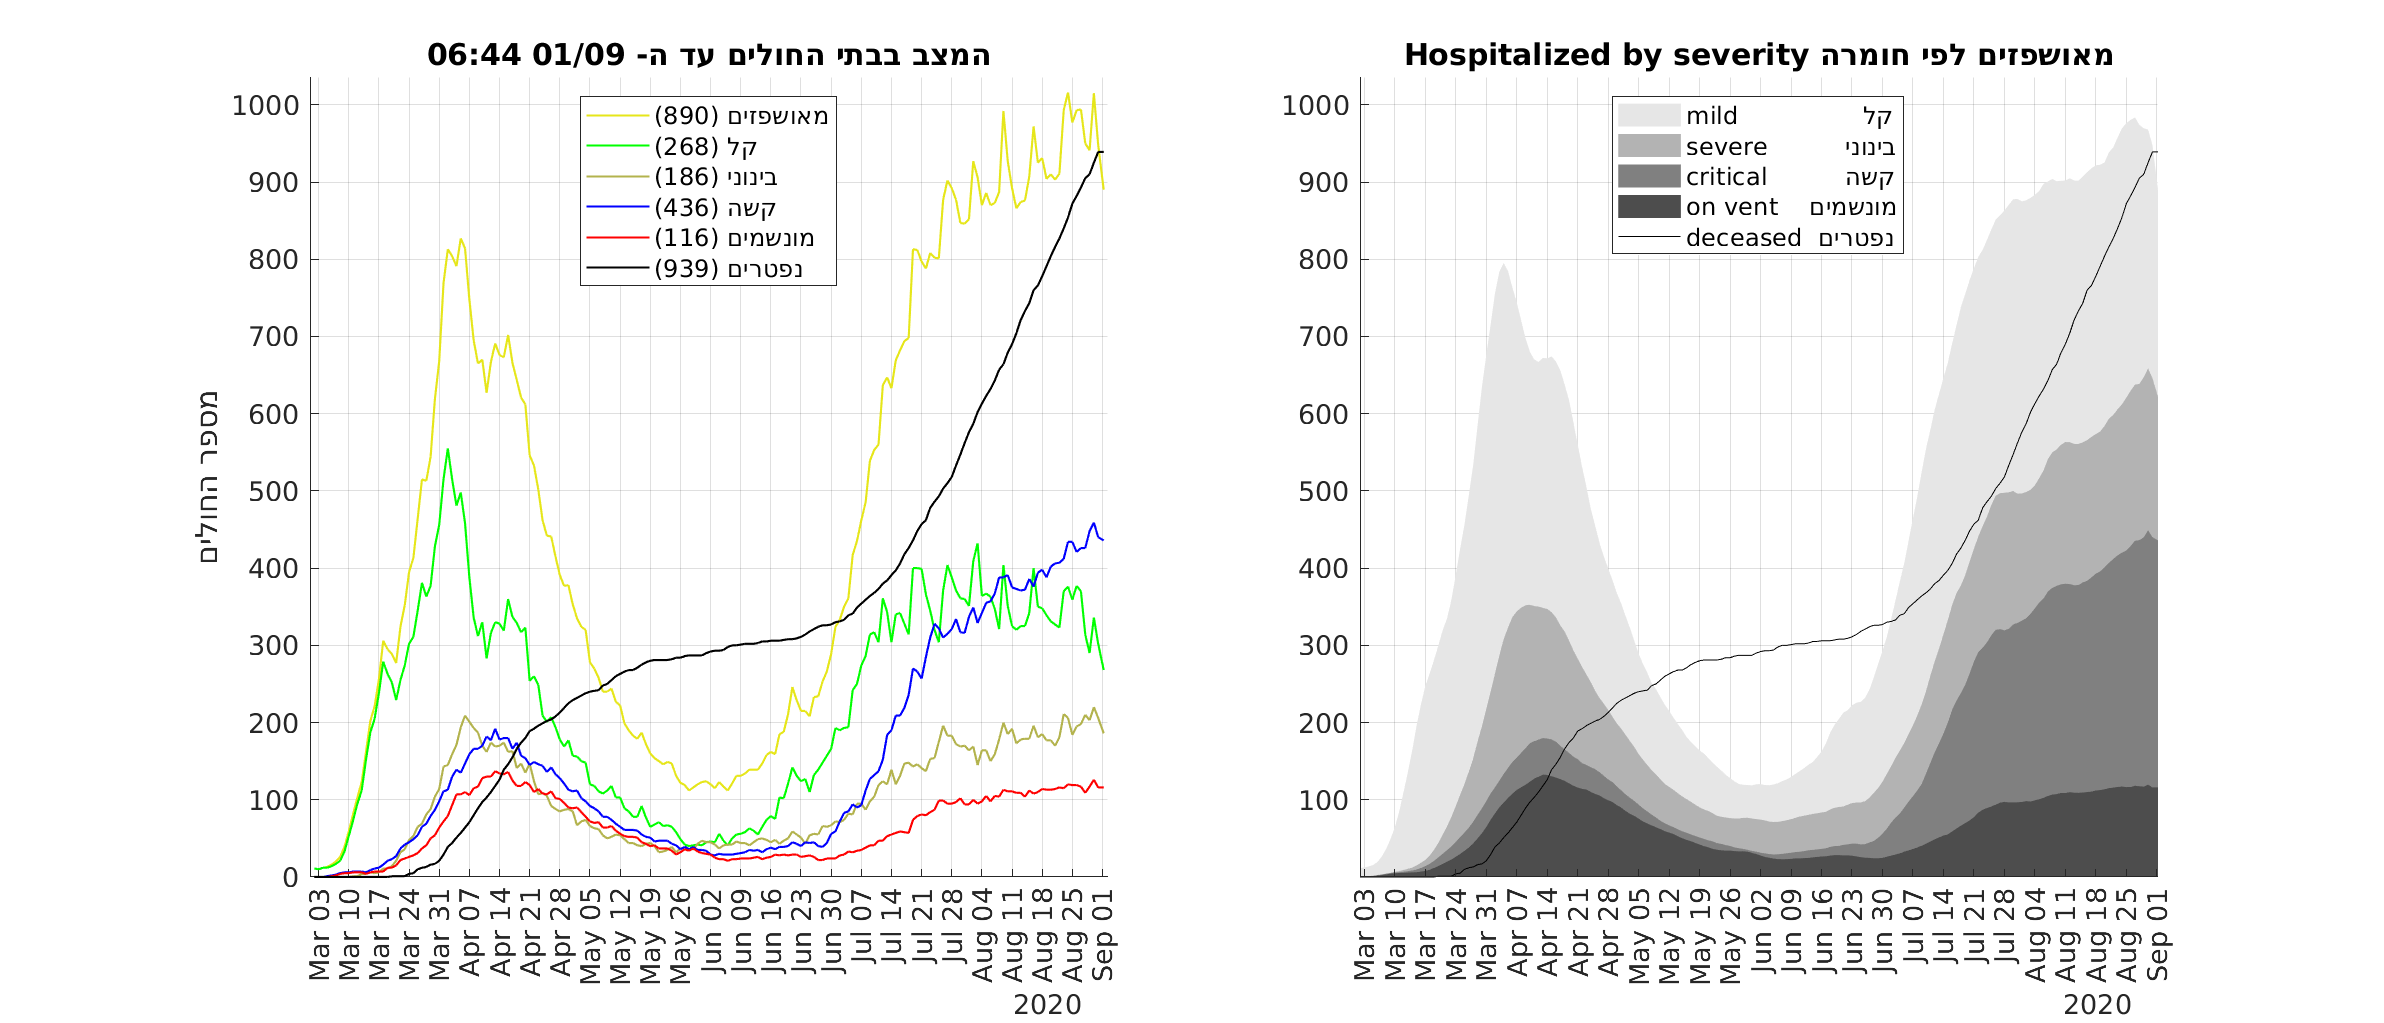 המצב בבתי החולים עד ה- 01/09 06:44
מספר החולים
1000
900
800
700
600
500
400
300
200
100
0
מאושפזים (890)
קל (268)
בינוני (186)
קשה (436)
מונשמים (116)
נפטרים (939)
Mar 03
Mar 10
Mar 17
Mar 24
Mar 31
Apr 07
Apr 14
Apr 21
Apr 28
May 05
May 12
May 19
May 26
Jun 02
Jun 09
Jun 16
Jun 23
Jun 30
Jul 07
Jul 14
Jul 21
Jul 28
Aug 04
Aug 11
Aug 18
Aug 25
Sep 01
2020
מאושפזים לפי חומרה Hospitalized by severity
1000
900
800
700
600
500
400
300
200
100
mild קל
severe בינוני
critical קשה
on vent מונשמים
deceased נפטרים
Mar 03
Mar 10
Mar 17
Mar 24
Mar 31
Apr 07
Apr 14
Apr 21
Apr 28
May 05
May 12
May 19
May 26
Jun 02
Jun 09
Jun 16
Jun 23
Jun 30
Jul 07
Jul 14
Jul 21
Jul 28
Aug 04
Aug 11
Aug 18
Aug 25
Sep 01
2020